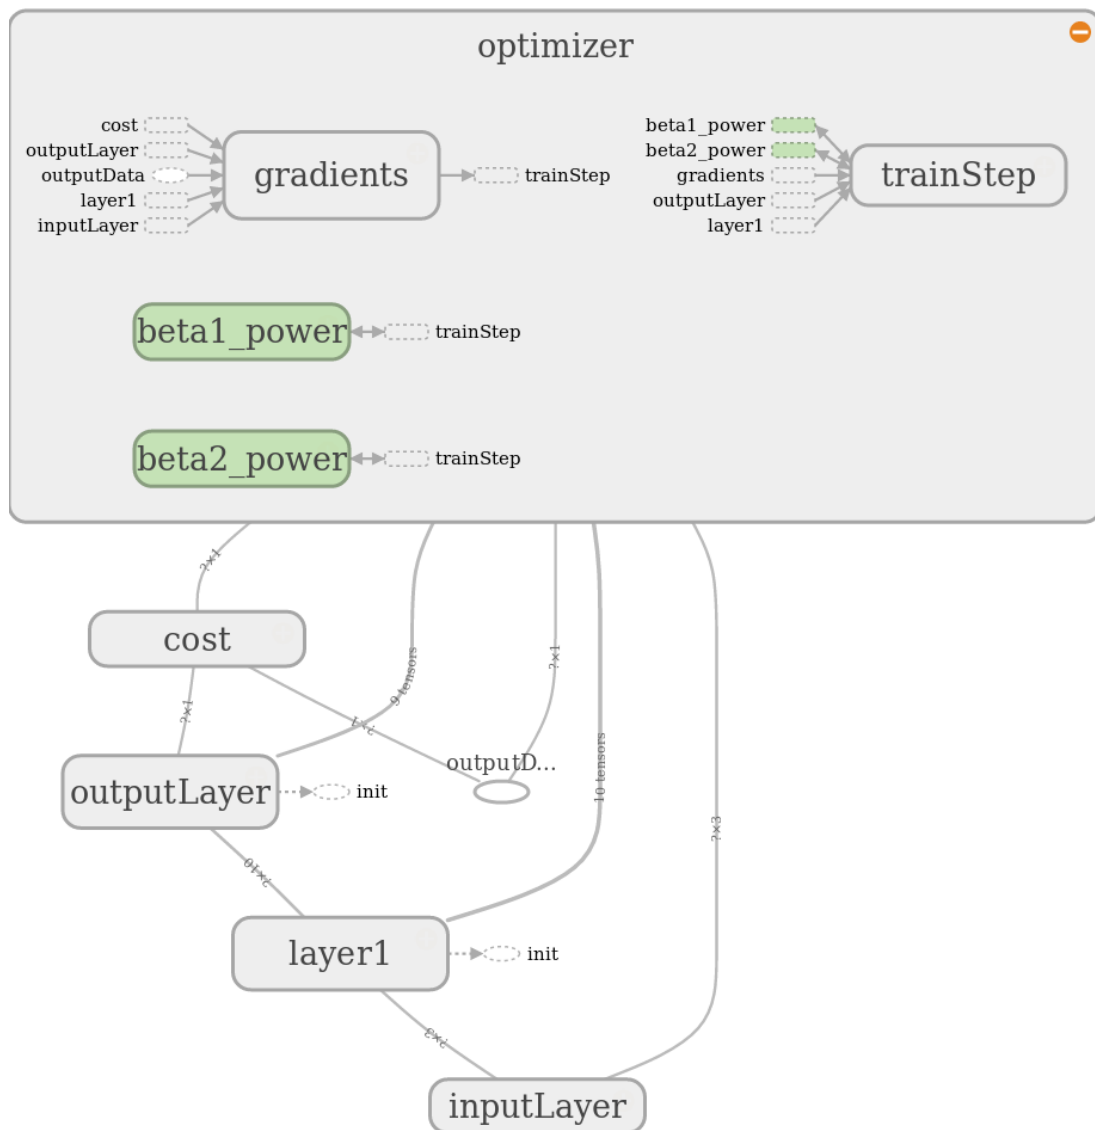 optimizer
cost
outputLayer
outputData
layer1
inputLayer
gradients
trainStep
beta1_power
beta2_power
gradients
outputLayer
layer1
trainStep
beta1_power
trainStep
beta2_power
trainStep
?×1
cost
?×1
9 tensors
?×1
?×1
outputD...
outputLayer
init
10 tensors
?×3
?×10
layer1
init
?×3
inputLayer